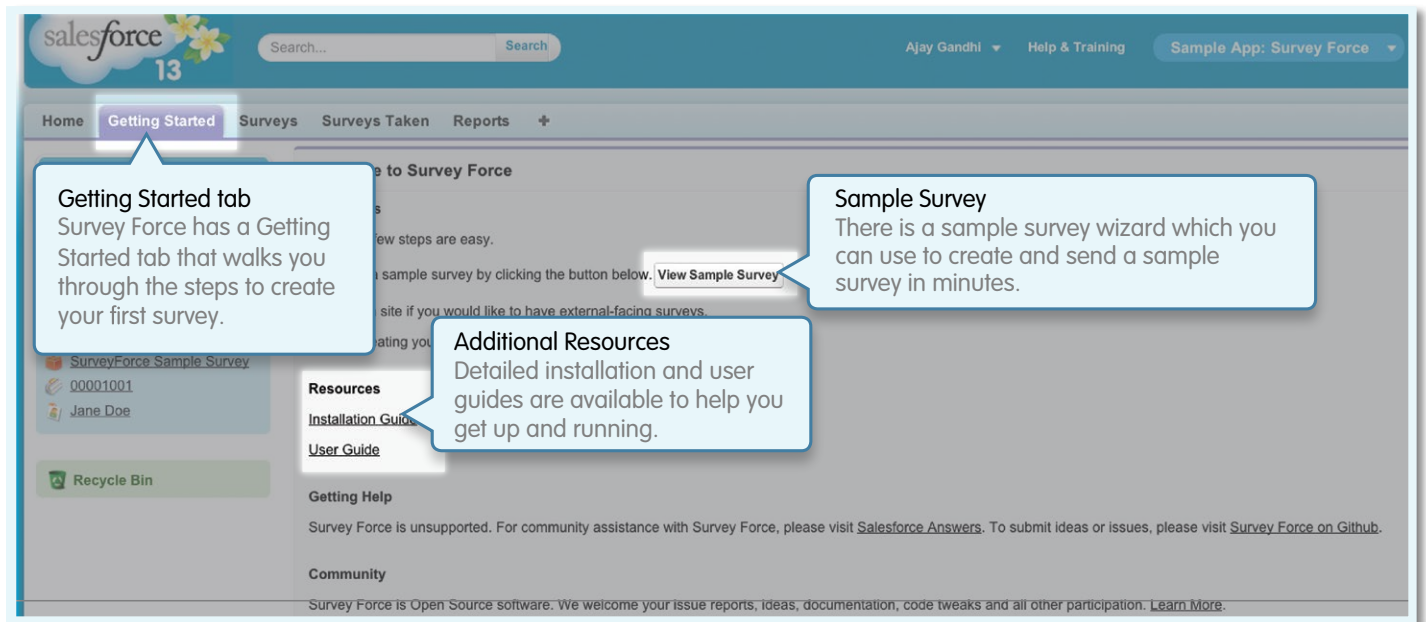 salesforce
13
Search...
Search
Ajay Gandhi
Help & Training
Sample App: Survey Force
Home
Getting Started
Surveys
Surveys Taken
Reports
to Survey Force
Getting Started tab
Survey Force has a Getting
Started tab that walks you
through the steps to create
your first survey.
few steps are easy.
sample survey by clicking the button below.
View Sample Survey
site if you would like to have external-facing surveys.
Sample Survey
There is a sample survey wizard which you
can use to create and send a sample
survey in minutes.
Additional Resources
Detailed installation and user
guides are available to help you
get up and running.
SurveyForce Sample Survey
00001001
Jane Doe
Recycle Bin
Resources
Installation Guide
User Guide
Getting Help
Survey Force is unsupported. For community assistance with Survey Force, please visit Salesforce Answers. To submit ideas or issues, please visit Survey Force on Github.
Community
Survey Force is Open Source software. We welcome your issue reports, ideas, documentation, code tweaks and all other participation. Learn More.